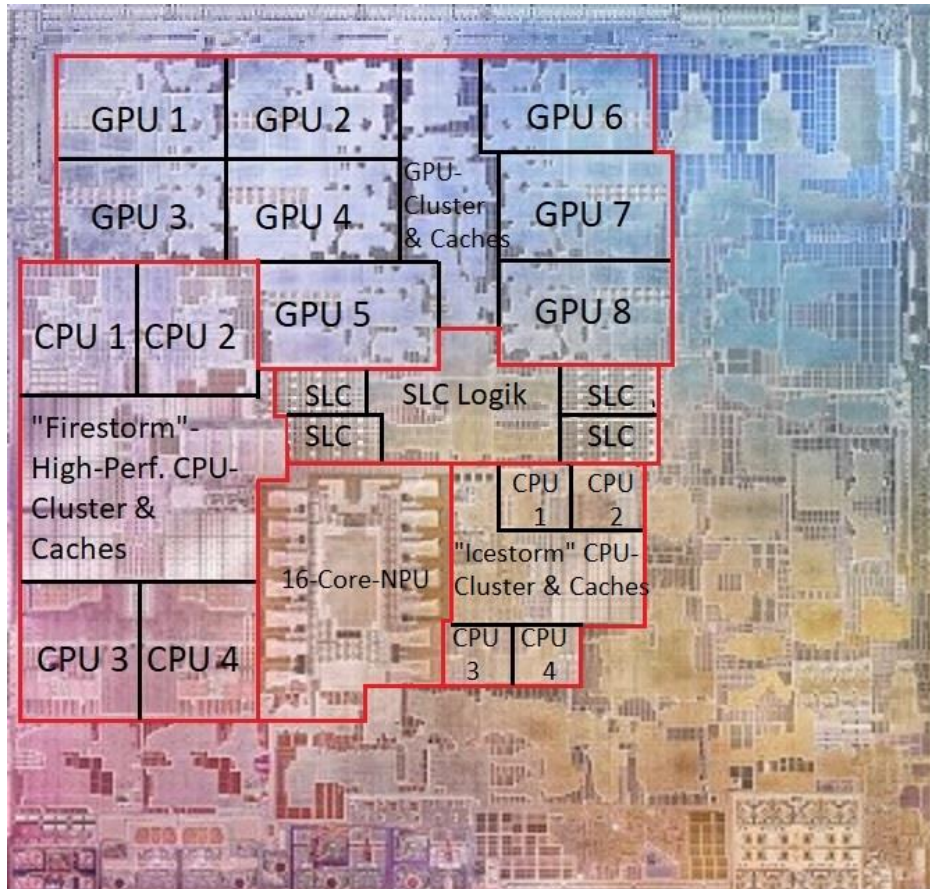 GPU 1
GPU 2
GPU 6
GPU 3
GPU 4
GPU-
Cluster
& Caches
GPU 7
GPU 5
GPU 8
CPU 1
CPU 2
SLC
SLC Logik
SLC
SLC
SLC
"Firestorm"-
High-Perf. CPU-
Cluster &
Caches
CPU
1
CPU
2
16-Core-NPU
"Icestorm" CPU-
Cluster & Caches
CPU 3
CPU 4
CPU
3
CPU
4